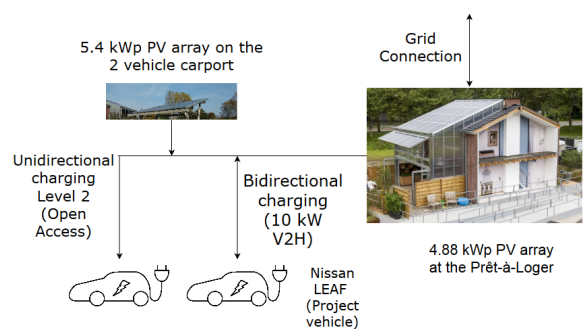 5.4 kWp PV array on the
2 vehicle carport
Grid
Connection
Unidirectional
charging
Level 2
(Open
Access)
Bidirectional
charging
(10 kW
V2H)
4.88 kWp PV array
at the Prêt-à-Loger
Nissan
LEAF
(Project
vehicle)